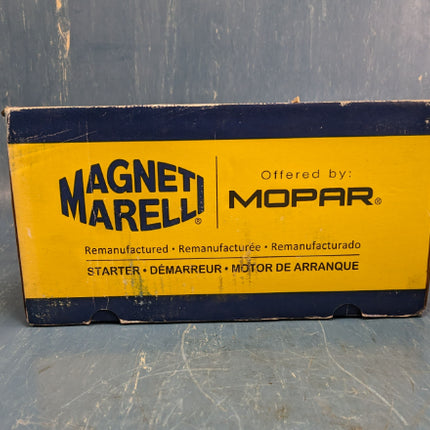 MAGNETI
MARELLI®
Offered by:
MOPAR®
Remanufactured • Remanufacturée • Remanufacturado
STARTER • DÉMARREUR • MOTOR DE ARRANQUE